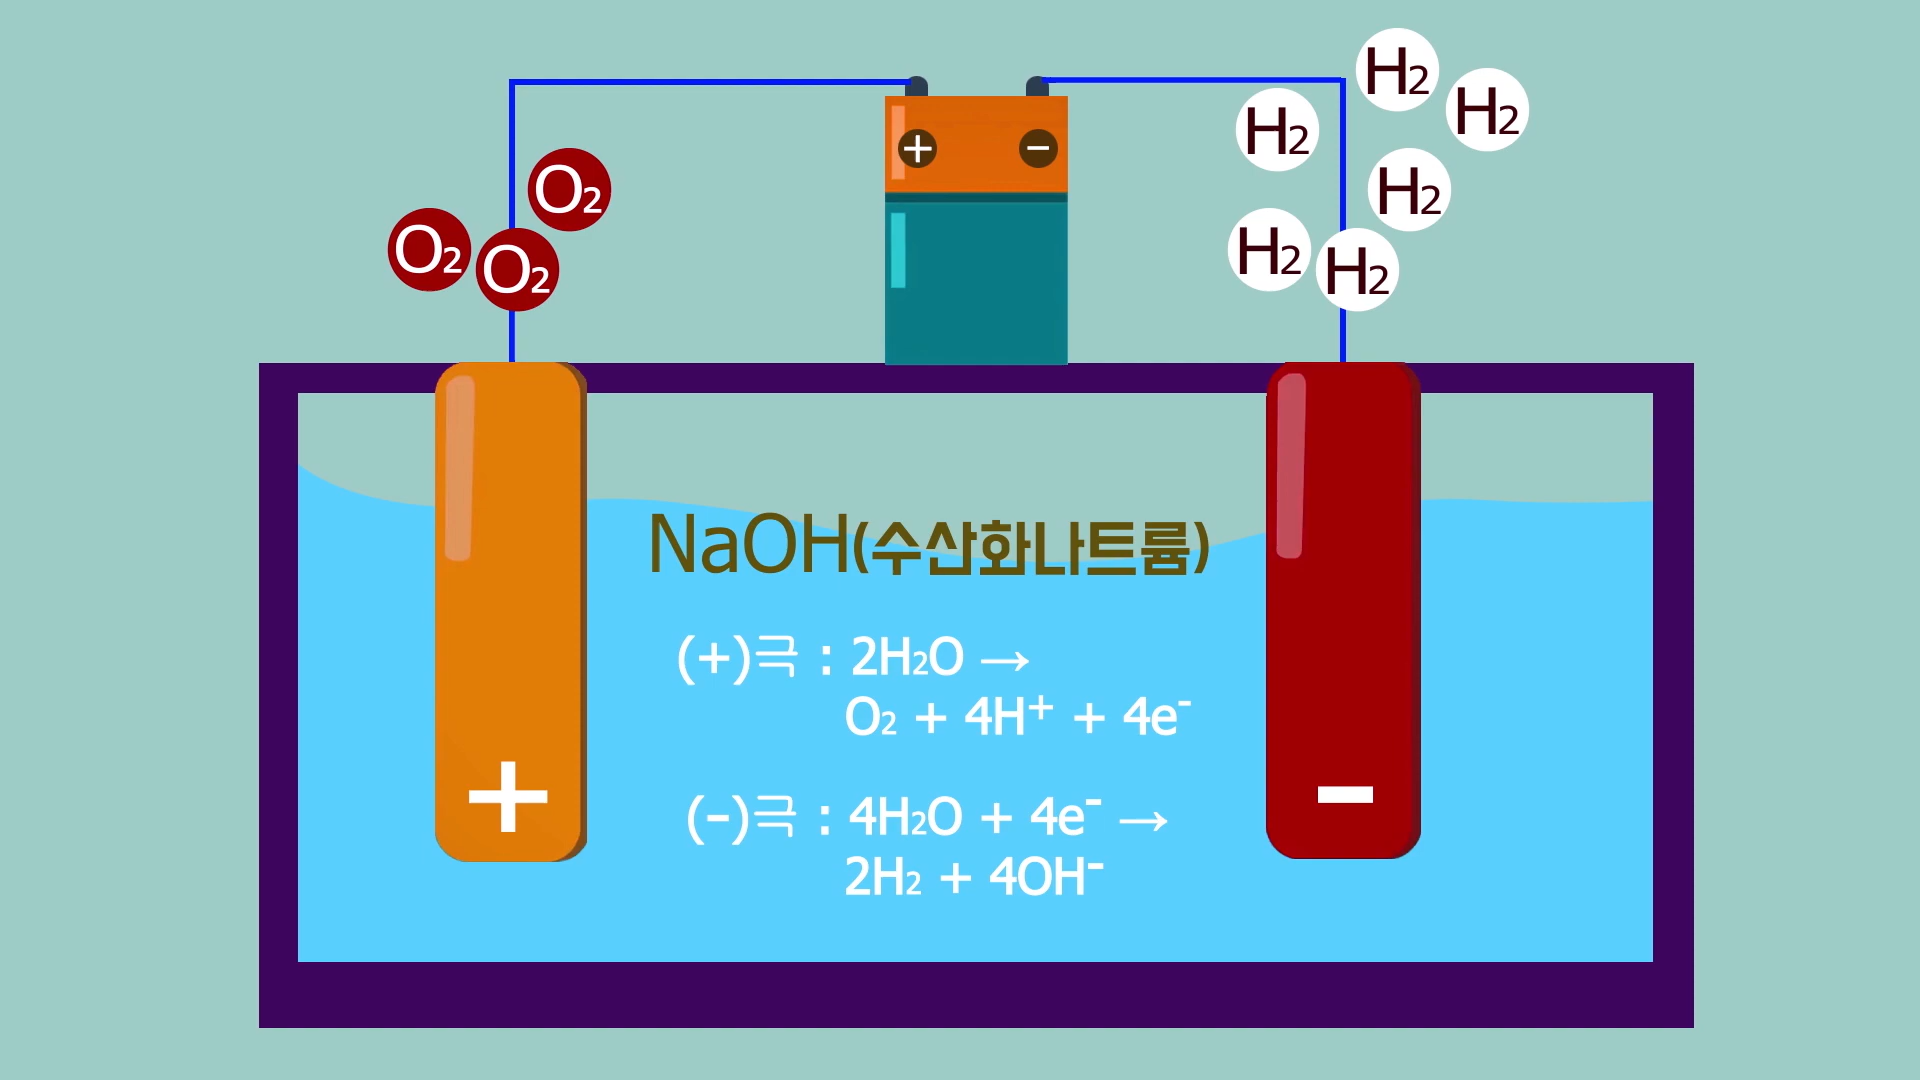 H₂
H₂
H₂
O₂
H₂
O₂
H₂
O₂
H₂
+
−
NaOH(수산화나트륨)
(+)극 : 2H₂O →
O₂ + 4H⁺ + 4e⁻
(-)극 : 4H₂O + 4e⁻ →
2H₂ + 4OH⁻
+
−